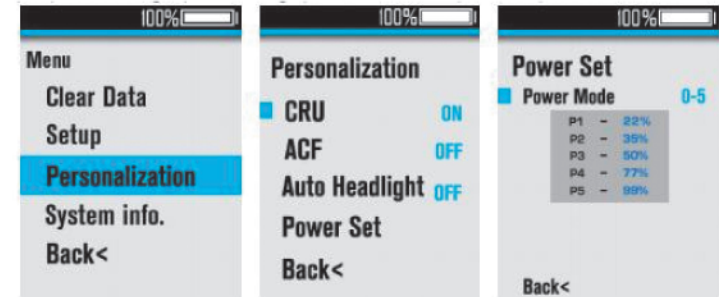 100%
Menu
Clear Data
Setup
Personalization
System info.
Back<
100%
Personalization
CRU ON
ACF OFF
Auto Headlight OFF
Power Set
Back<
100%
Power Set
Power Mode 0-5
P1 - 22%
P2 - 35%
P3 - 50%
P4 - 77%
P5 - 99%
Back<